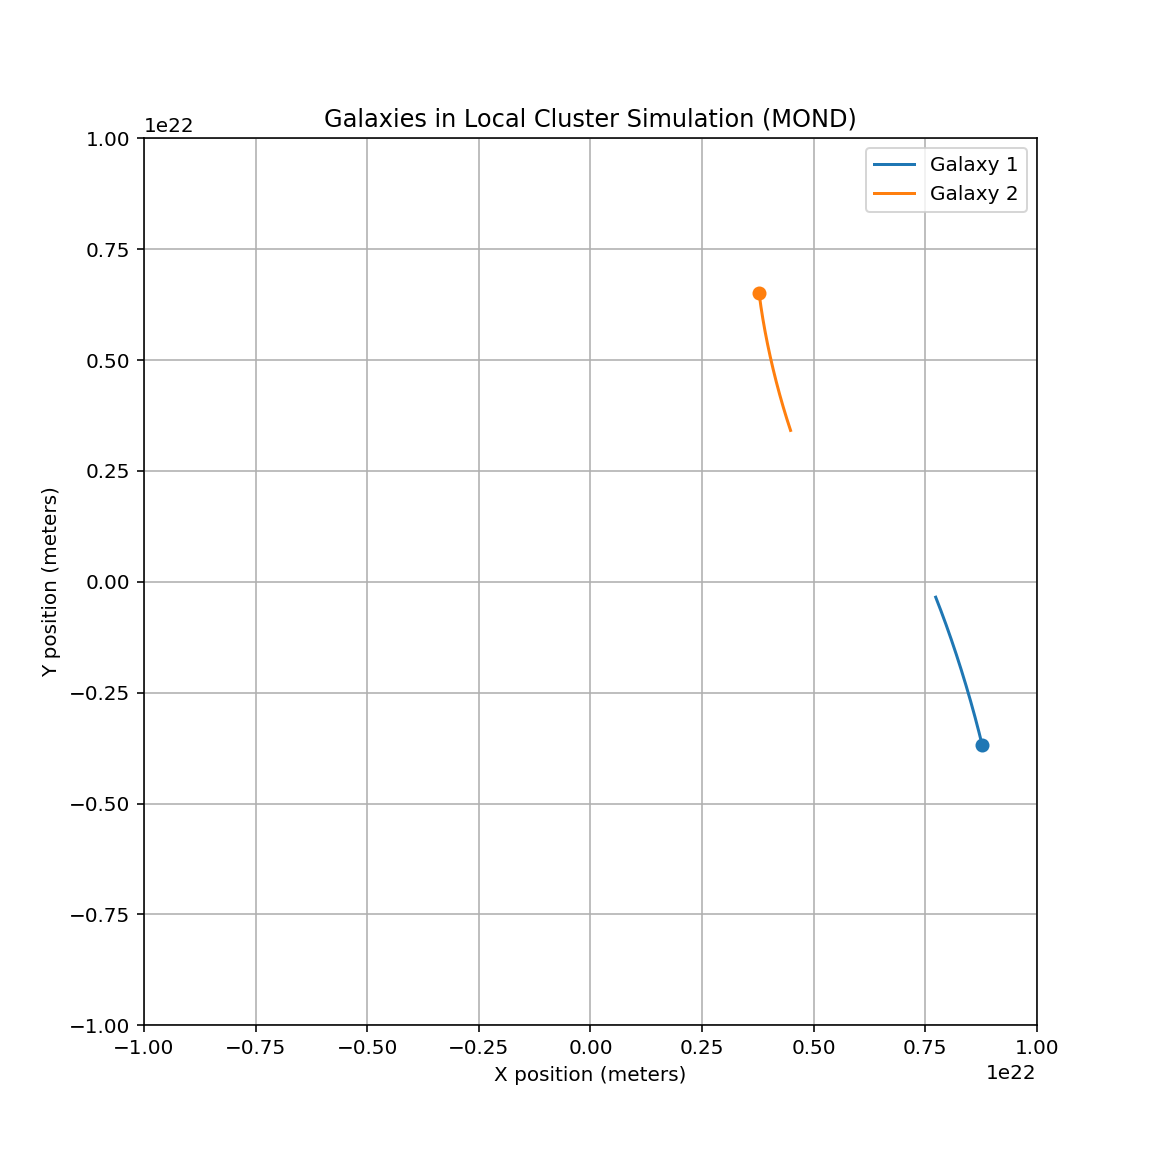 Galaxies in Local Cluster Simulation (MOND)
1e22
Galaxy 1
Galaxy 2
1.00
0.75
0.50
0.25
0.00
−0.25
−0.50
−0.75
−1.00
Y position (meters)
−1.00 −0.75 −0.50 −0.25 0.00 0.25 0.50 0.75 1.00
X position (meters)
1e22